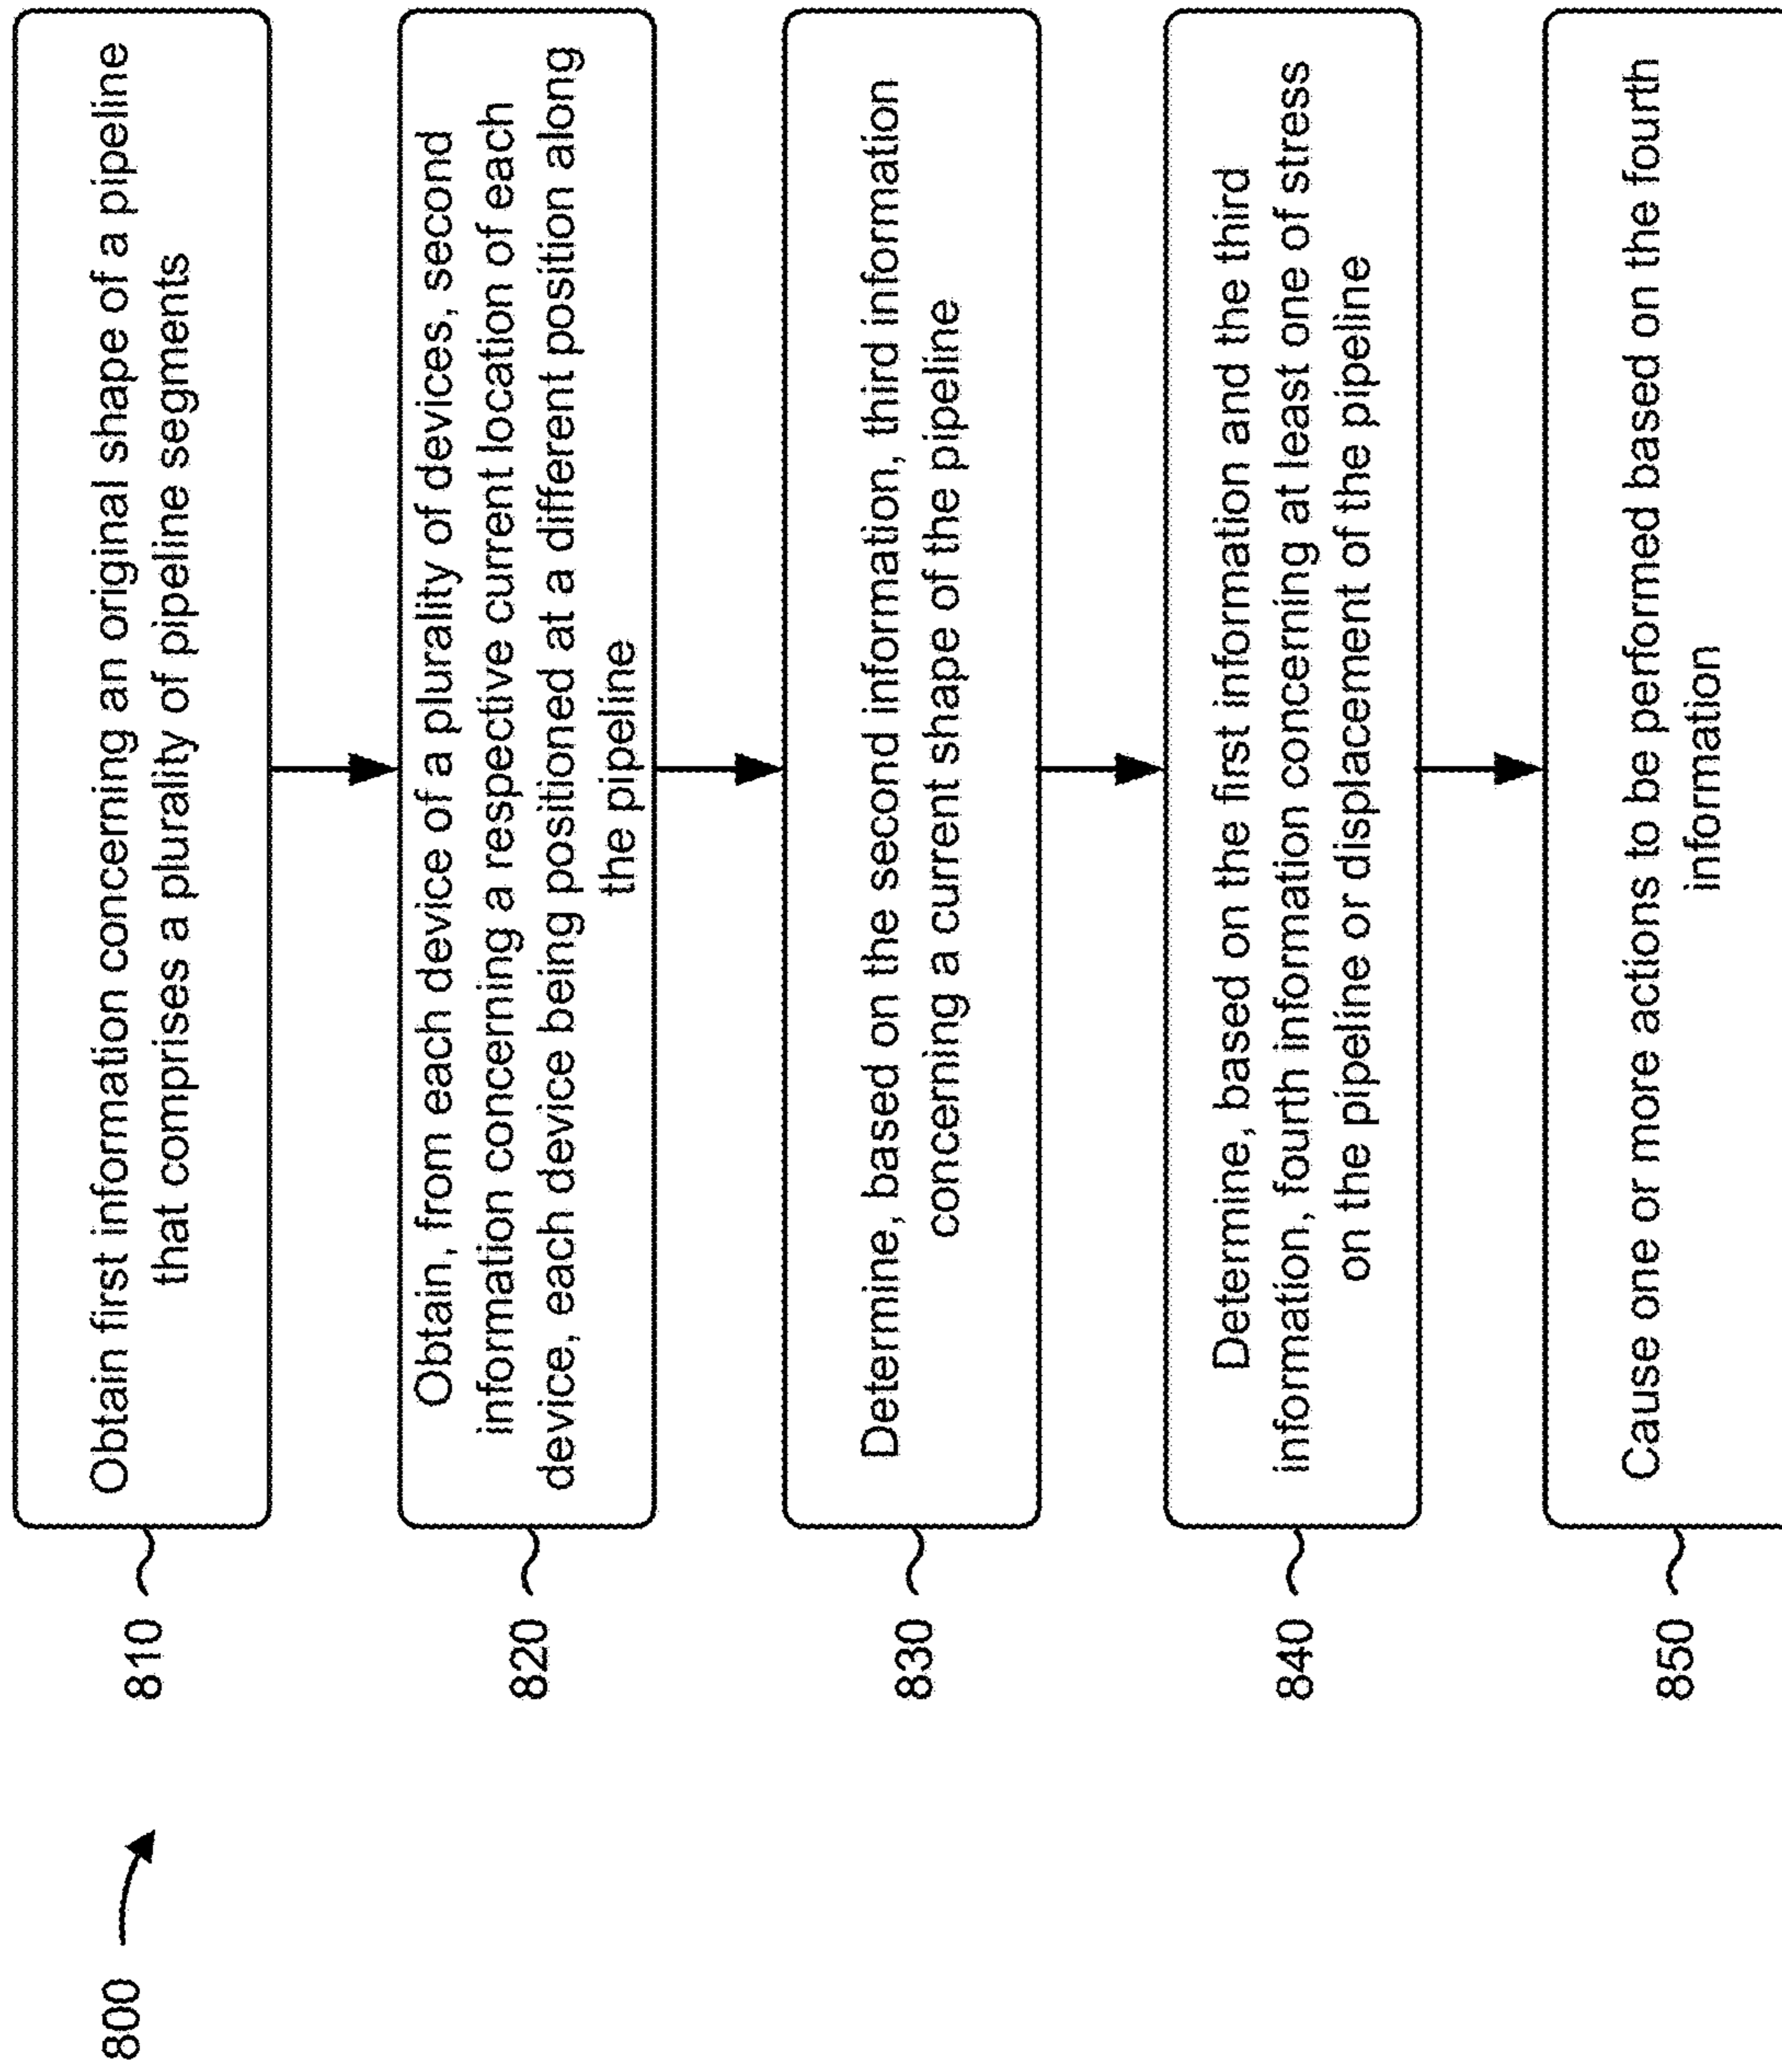 800
810
Obtain first information concerning an original shape of a pipeline
that comprises a plurality of pipeline segments
820
Obtain, from each device of a plurality of devices, second
information concerning a respective current location of each
device, each device being positioned at a different position along
the pipeline
830
Determine, based on the second information, third information
concerning a current shape of the pipeline
840
Determine, based on the first information and the third
information, fourth information concerning at least one of stress
on the pipeline or displacement of the pipeline
850
Cause one or more actions to be performed based on the fourth
information